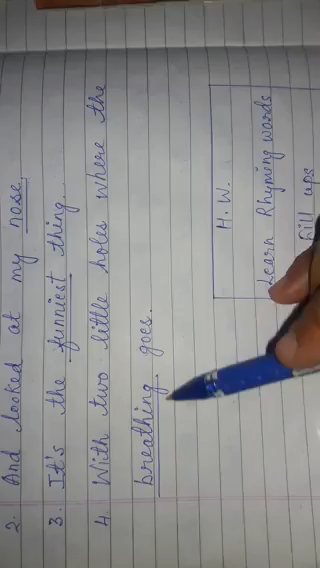 2. And looked at my nose.
3. It's the funniest thing
4. With two little holes where the
breathing goes.
H.W.
Learn Rhyming words
fill ups